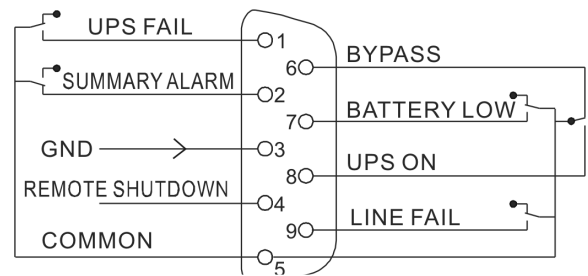 UPS FAIL
1
6
BYPASS
SUMMARY ALARM
2
7
BATTERY LOW
GND
3
8
UPS ON
REMOTE SHUTDOWN
4
9
LINE FAIL
COMMON
5